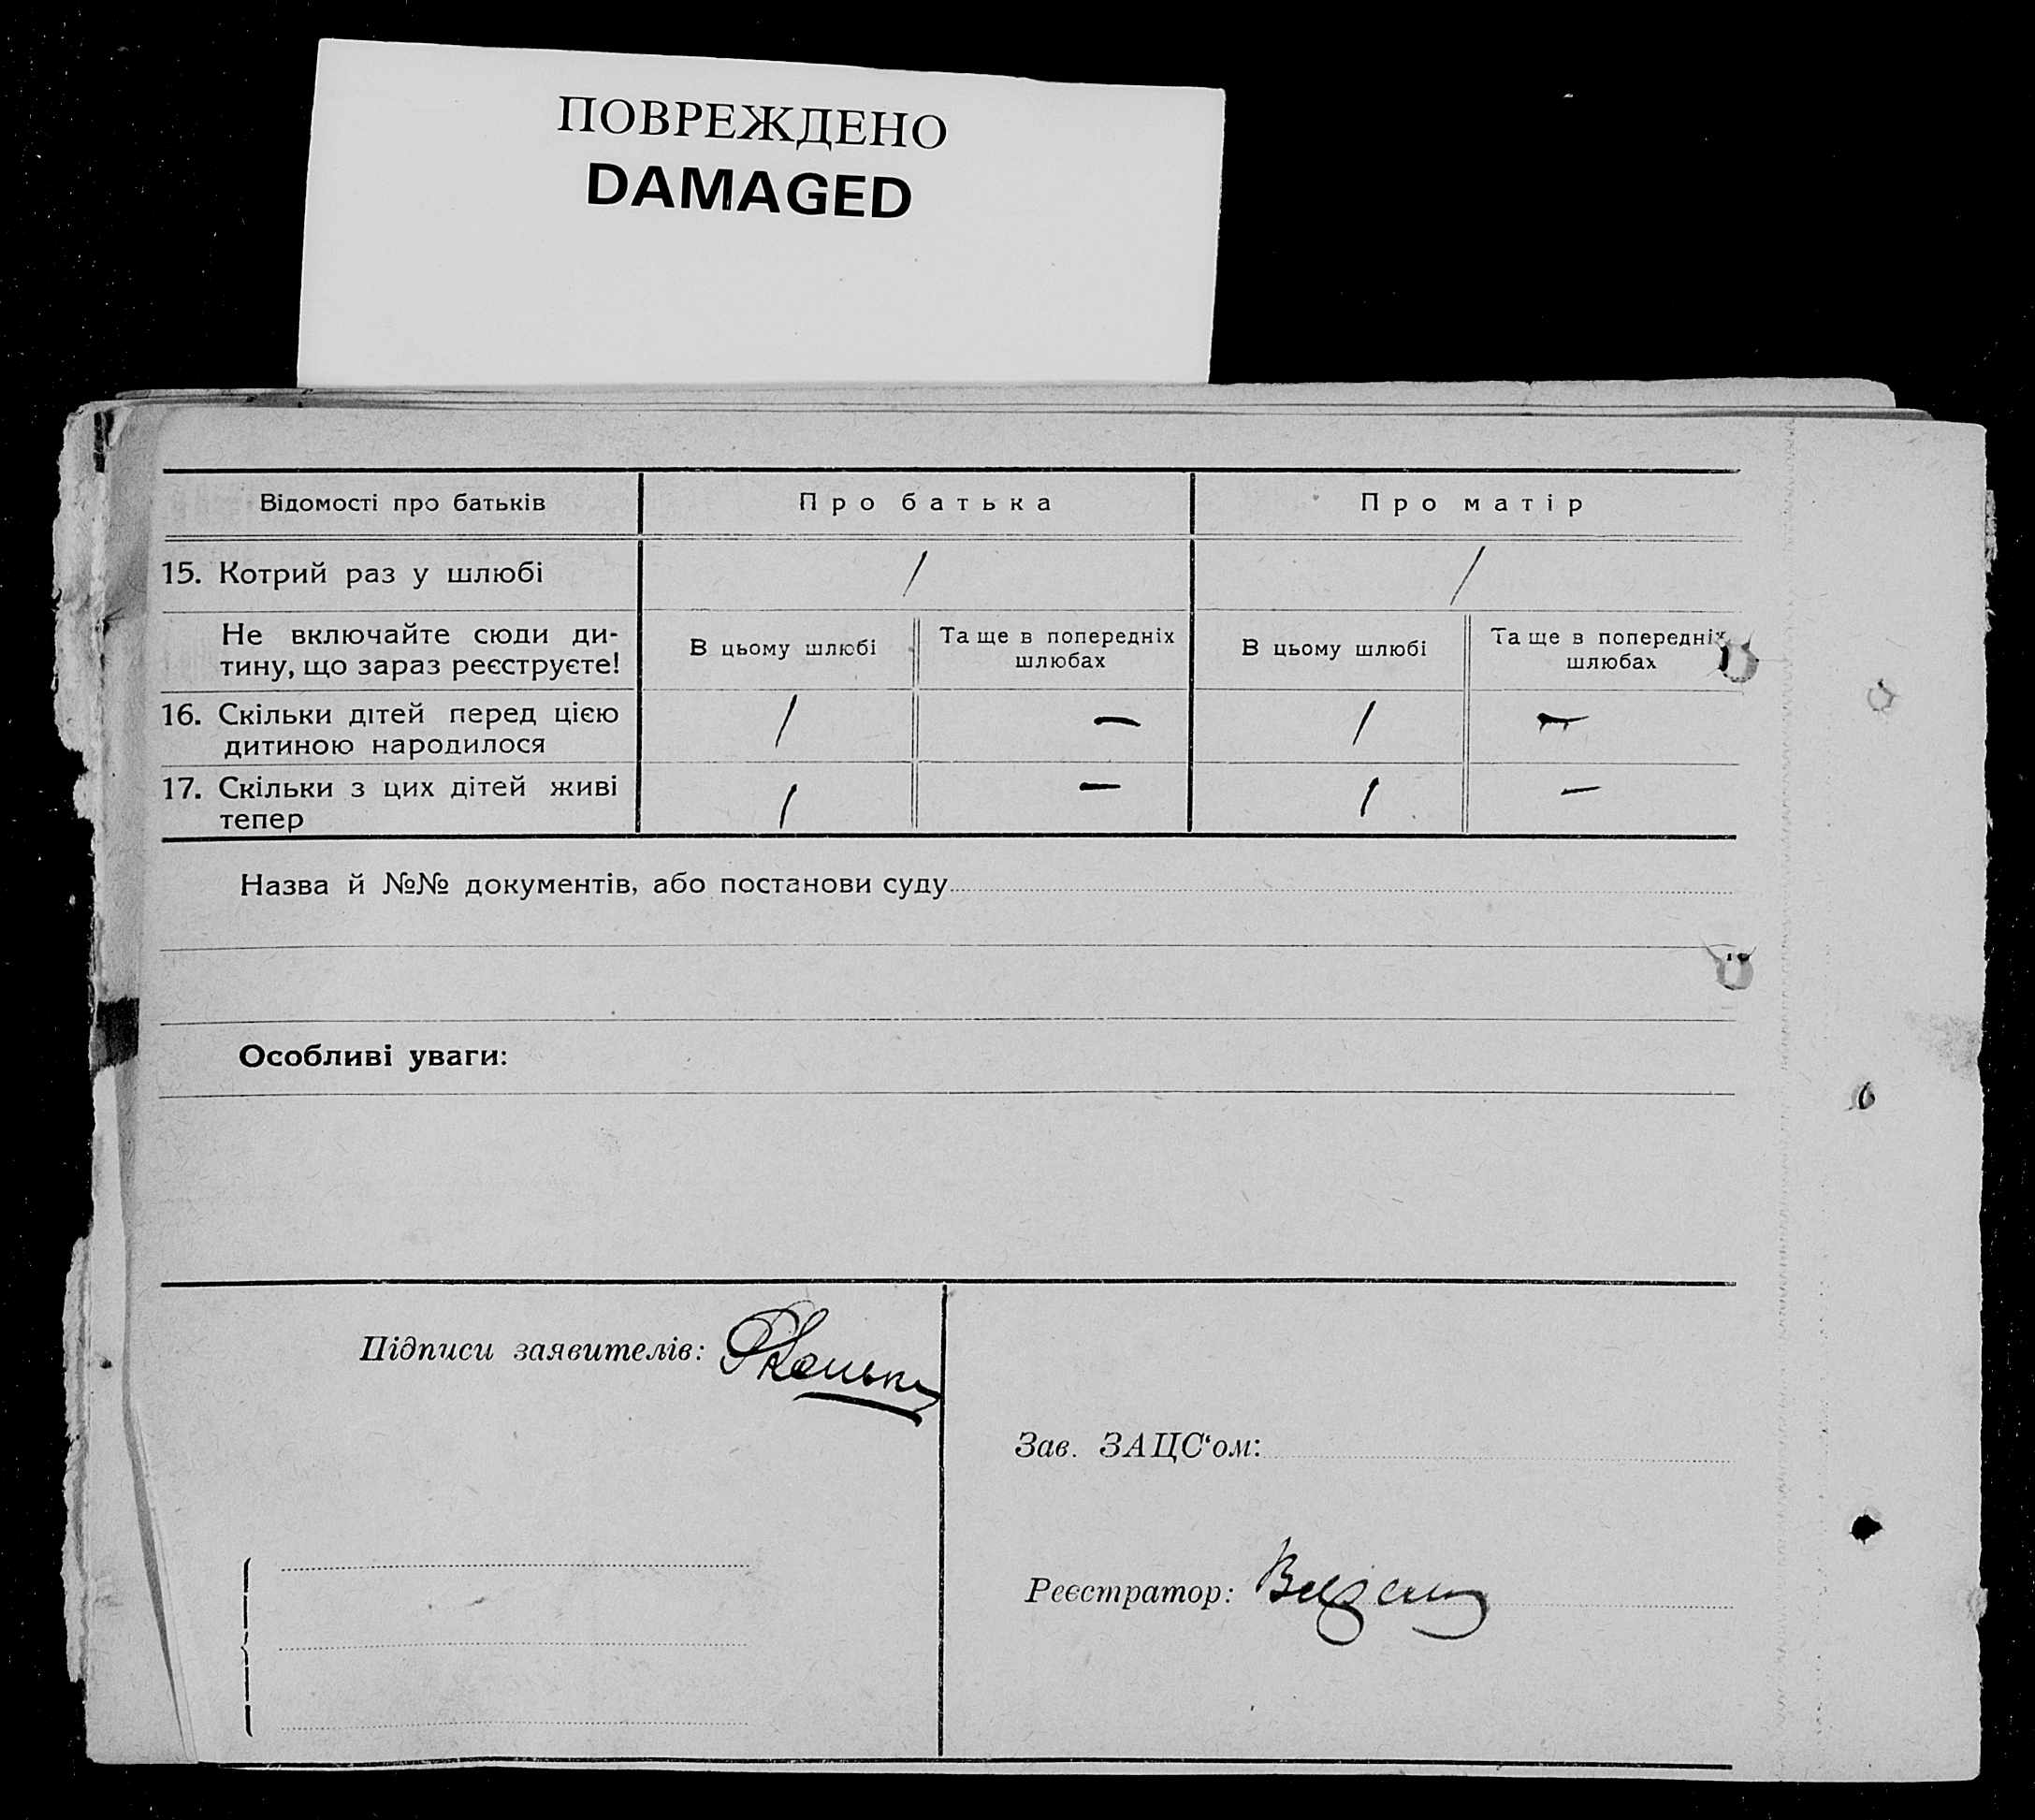 ПОВРЕЖДЕНО
DAMAGED
Відомості про батьків Про батька Про матір
15. Котрий раз у шлюбі / /
Не включайте сюди ди-
тину, що зараз реєструєте!
В цьому шлюбі Та ще в попередніх
шлюбах
В цьому шлюбі Та ще в попередніх
шлюбах
16. Скільки дітей перед цією
дитиною народилося
1 — 1 —
17. Скільки з цих дітей живі
тепер
1 — 1 —
Назва й №№ документів, або постанови суду
Особливі уваги:
Підписи заявителів:
Зав. ЗАЦС‘ом:
Реєстратор: